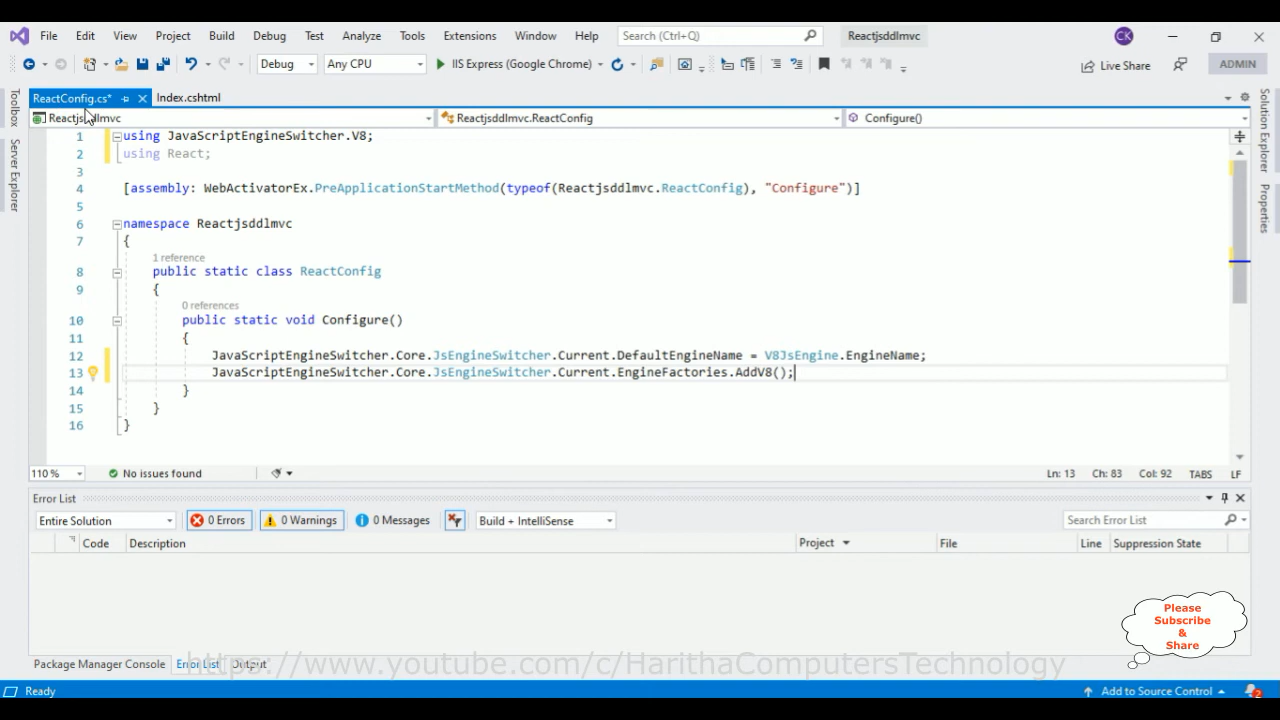 File Edit View Project Build Debug Test Analyze Tools Extensions Window Help Search (Ctrl+Q) Reactjsddlmvc CK
Debug Any CPU IIS Express (Google Chrome) Live Share ADMIN
ReactConfig.cs* Index.cshtml
Toolbox
Server Explorer
Solution Explorer
Properties
Reactjsddlmvc Reactjsddlmvc.ReactConfig Configure()
1 using JavaScriptEngineSwitcher.V8;
2 using React;
3
4 [assembly: WebActivatorEx.PreApplicationStartMethod(typeof(Reactjsddlmvc.ReactConfig), "Configure")]
5
6 namespace Reactjsddlmvc
7 {
1 reference
8 public static class ReactConfig
9 {
0 references
10 public static void Configure()
11 {
12 JavaScriptEngineSwitcher.Core.JsEngineSwitcher.Current.DefaultEngineName = V8JsEngine.EngineName;
13 JavaScriptEngineSwitcher.Core.JsEngineSwitcher.Current.EngineFactories.AddV8();
14 }
15 }
16 }
110 % No issues found Ln: 13 Ch: 83 Col: 92 TABS LF
Error List
Entire Solution 0 Errors 0 Warnings 0 Messages Build + IntelliSense Search Error List
Code Description Project File Line Suppression State
Please
Subscribe
&
Share
Package Manager Console Error List Output
https://www.youtube.com/c/HarithaComputersTechnology
Ready Add to Source Control 2